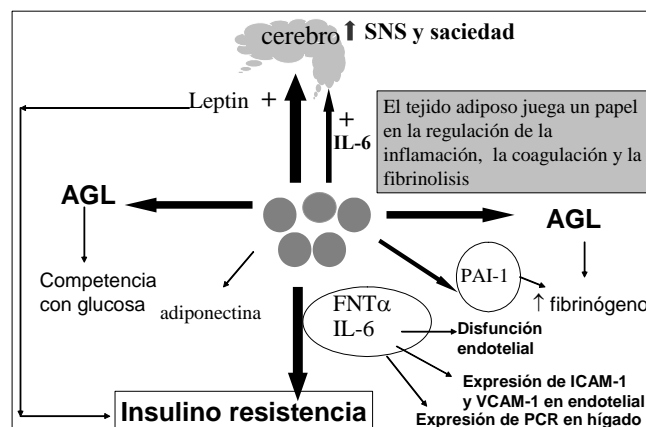 cerebro ⬆ SNS y saciedad
Leptin +
+
IL-6
El tejido adiposo juega un papel
en la regulación de la
inflamación, la coagulación y la
fibrinolisis
AGL
AGL
Competencia
con glucosa
adiponectina
PAI-1
↑ fibrinógeno
FNTα
IL-6
Disfunción
endotelial
Expresión de ICAM-1
y VCAM-1 en endotelial
Expresión de PCR en hígado
Insulino resistencia